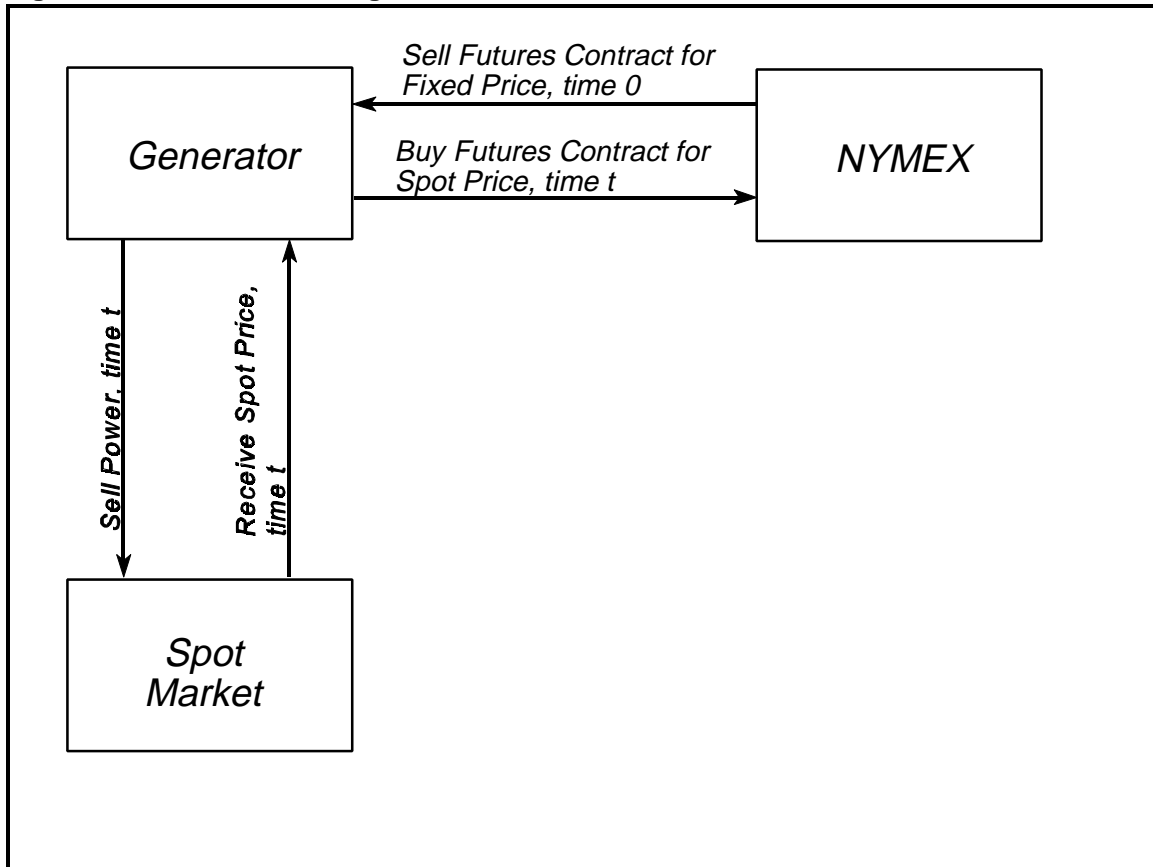 Sell Futures Contract for
Fixed Price, time 0
Generator
Buy Futures Contract for
Spot Price, time t
NYMEX
Sell Power, time t
Receive Spot Price,
time t
Spot
Market